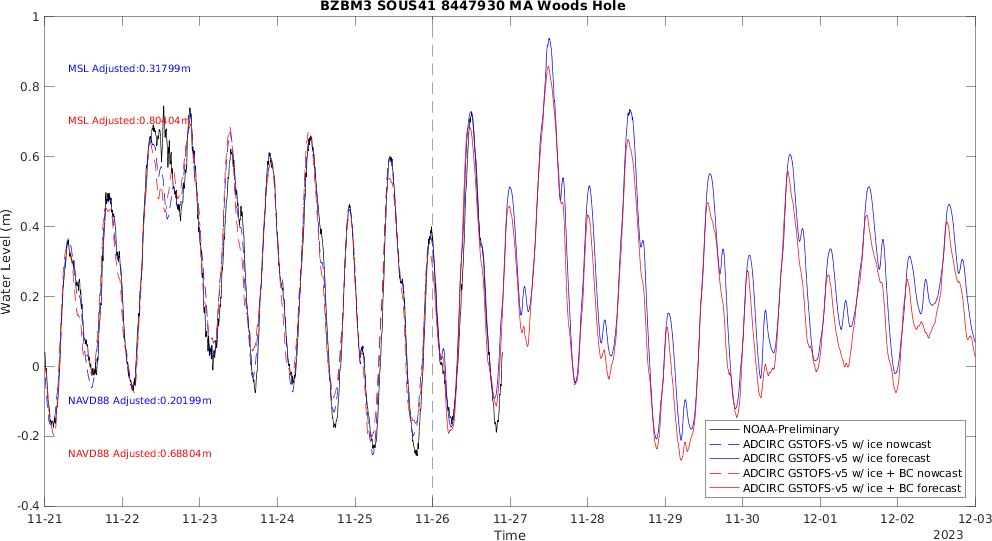 BZBM3 SOUS41 8447930 MA Woods Hole
Water Level (m)
1
0.8
0.6
0.4
0.2
0
-0.2
-0.4
MSL Adjusted:0.31799m
MSL Adjusted:0.80404m
NAVD88 Adjusted:0.20199m
NAVD88 Adjusted:0.68804m
NOAA-Preliminary
ADCIRC GSTOFS-v5 w/ ice nowcast
ADCIRC GSTOFS-v5 w/ ice forecast
ADCIRC GSTOFS-v5 w/ ice + BC nowcast
ADCIRC GSTOFS-v5 w/ ice + BC forecast
11-21 11-22 11-23 11-24 11-25 11-26 11-27 11-28 11-29 11-30 12-01 12-02 12-03
Time
2023